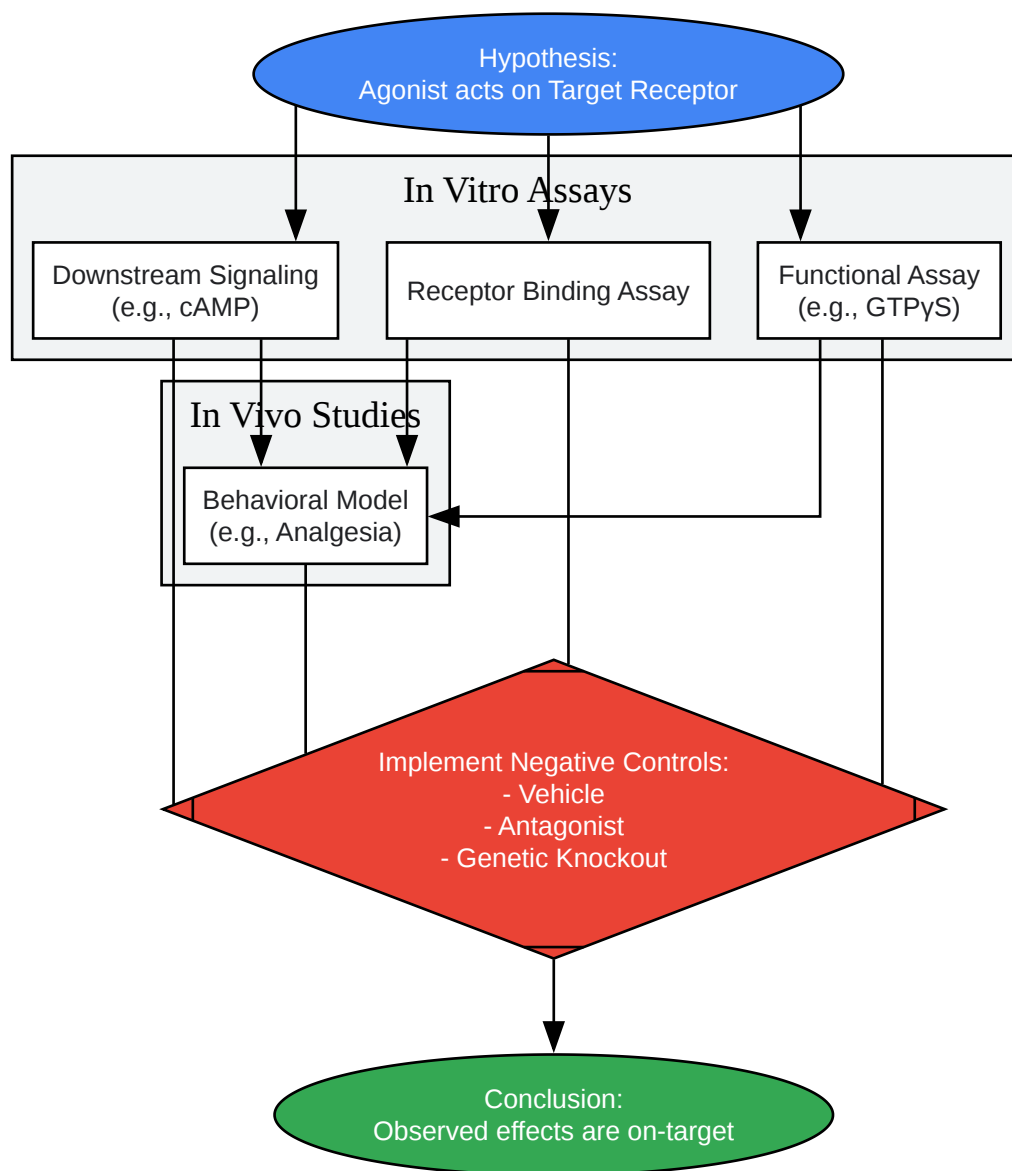 Hypothesis:
Agonist acts on Target Receptor
In Vitro Assays
Downstream Signaling
(e.g., cAMP)
Receptor Binding Assay
Functional Assay
(e.g., GTPγS)
In Vivo Studies
Behavioral Model
(e.g., Analgesia)
Implement Negative Controls:
- Vehicle
- Antagonist
- Genetic Knockout
Conclusion:
Observed effects are on-target